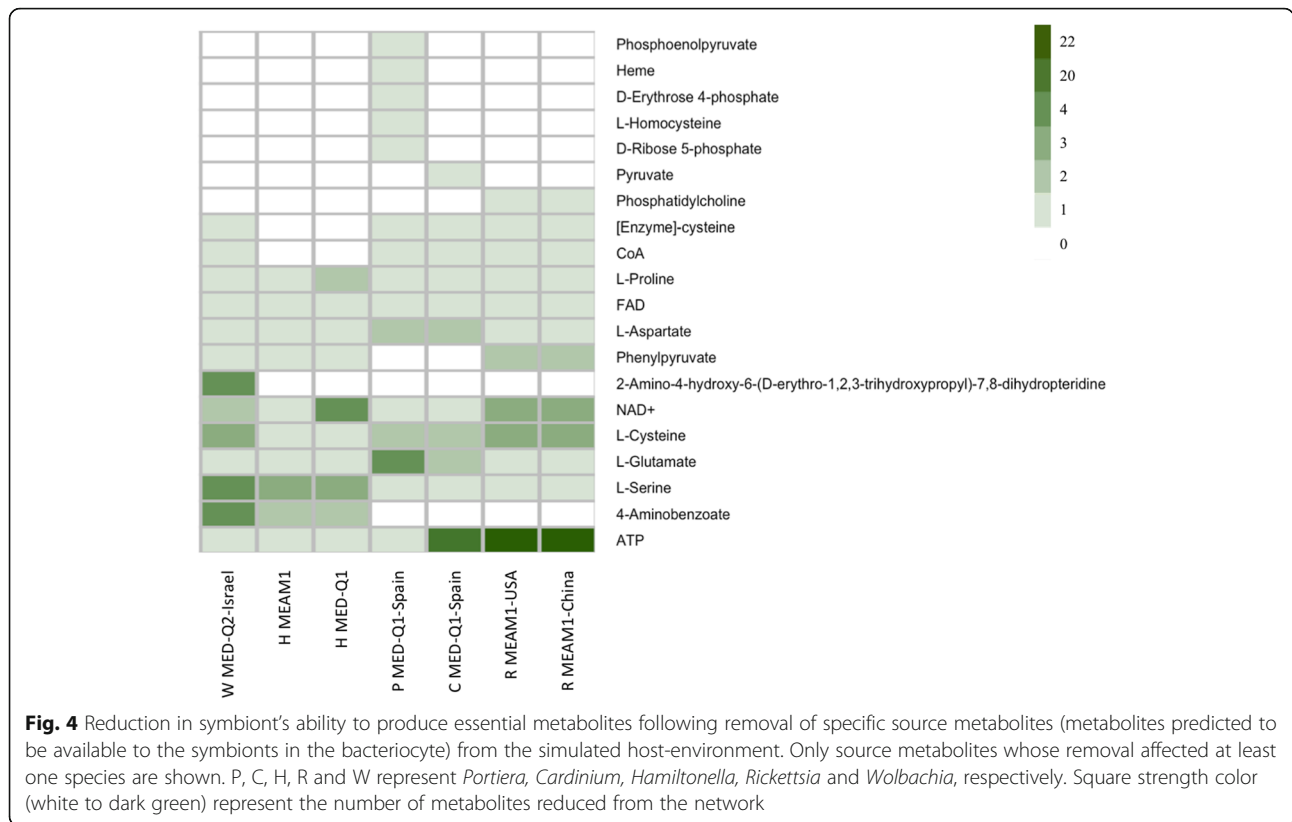 Phosphoenolpyruvate
Heme
D-Erythrose 4-phosphate
L-Homocysteine
D-Ribose 5-phosphate
Pyruvate
Phosphatidylcholine
[Enzyme]-cysteine
CoA
L-Proline
FAD
L-Aspartate
Phenylpyruvate
2-Amino-4-hydroxy-6-(D-erythro-1,2,3-trihydroxypropyl)-7,8-dihydropteridine
NAD+
L-Cysteine
L-Glutamate
L-Serine
4-Aminobenzoate
ATP
22
20
4
3
2
1
0
W MED-Q2-Israel
H MEAM1
H MED-Q1
P MED-Q1-Spain
C MED-Q1-Spain
R MEAM1-USA
R MEAM1-China
Fig. 4 Reduction in symbiont's ability to produce essential metabolites following removal of specific source metabolites (metabolites predicted to
be available to the symbionts in the bacteriocyte) from the simulated host-environment. Only source metabolites whose removal affected at least
one species are shown. P, C, H, R and W represent Portiera, Cardinium, Hamiltonella, Rickettsia and Wolbachia, respectively. Square strength color
(white to dark green) represent the number of metabolites reduced from the network